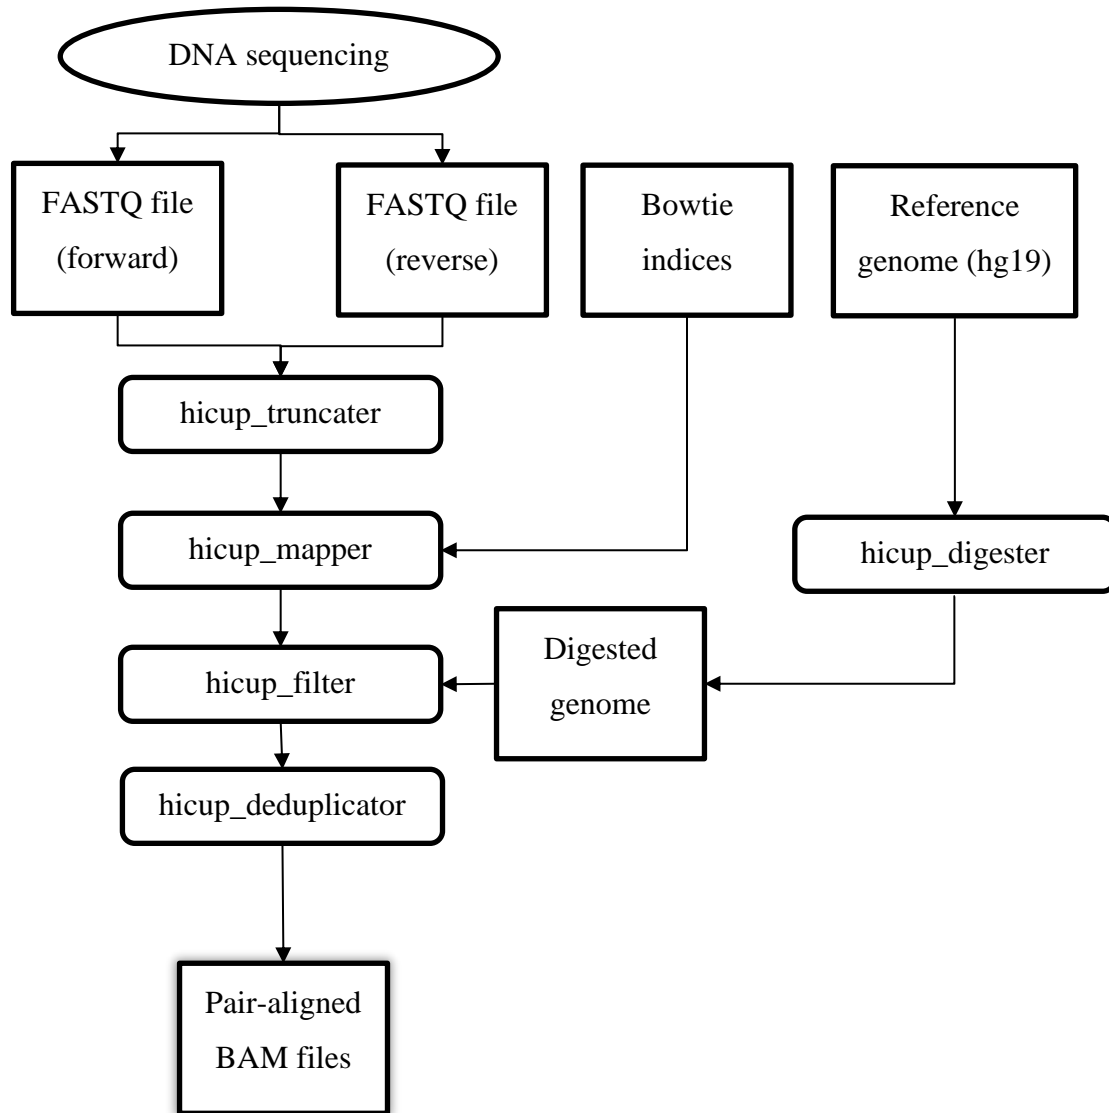 DNA sequencing
FASTQ file
(forward)
FASTQ file
(reverse)
Bowtie
indices
Reference
genome (hg19)
hicup_truncater
hicup_mapper
hicup_digester
hicup_filter
Digested
genome
hicup_deduplicator
Pair-aligned
BAM files